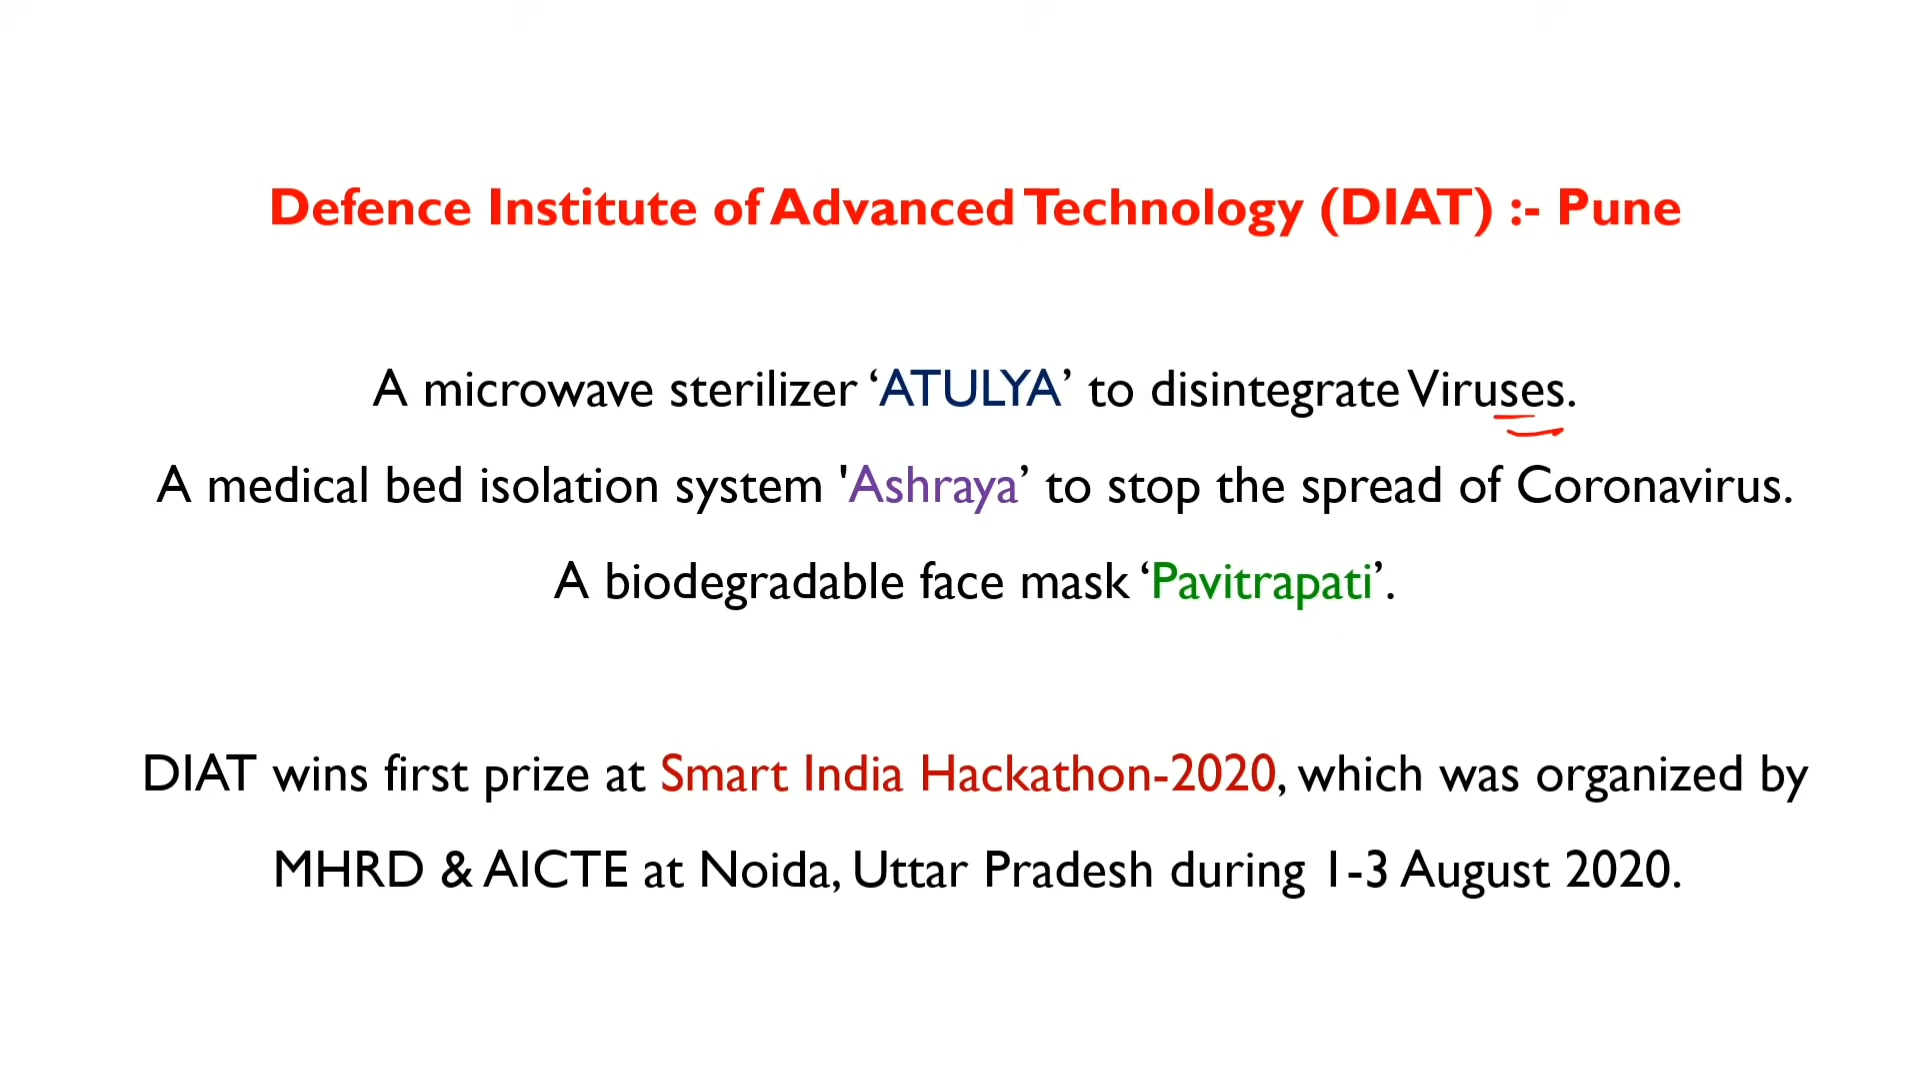 Defence Institute of Advanced Technology (DIAT) :- Pune
A microwave sterilizer ‘ATULYA’ to disintegrate Viruses.
A medical bed isolation system 'Ashraya’ to stop the spread of Coronavirus.
A biodegradable face mask ‘Pavitrapati’.
DIAT wins first prize at Smart India Hackathon-2020, which was organized by
MHRD & AICTE at Noida, Uttar Pradesh during 1-3 August 2020.